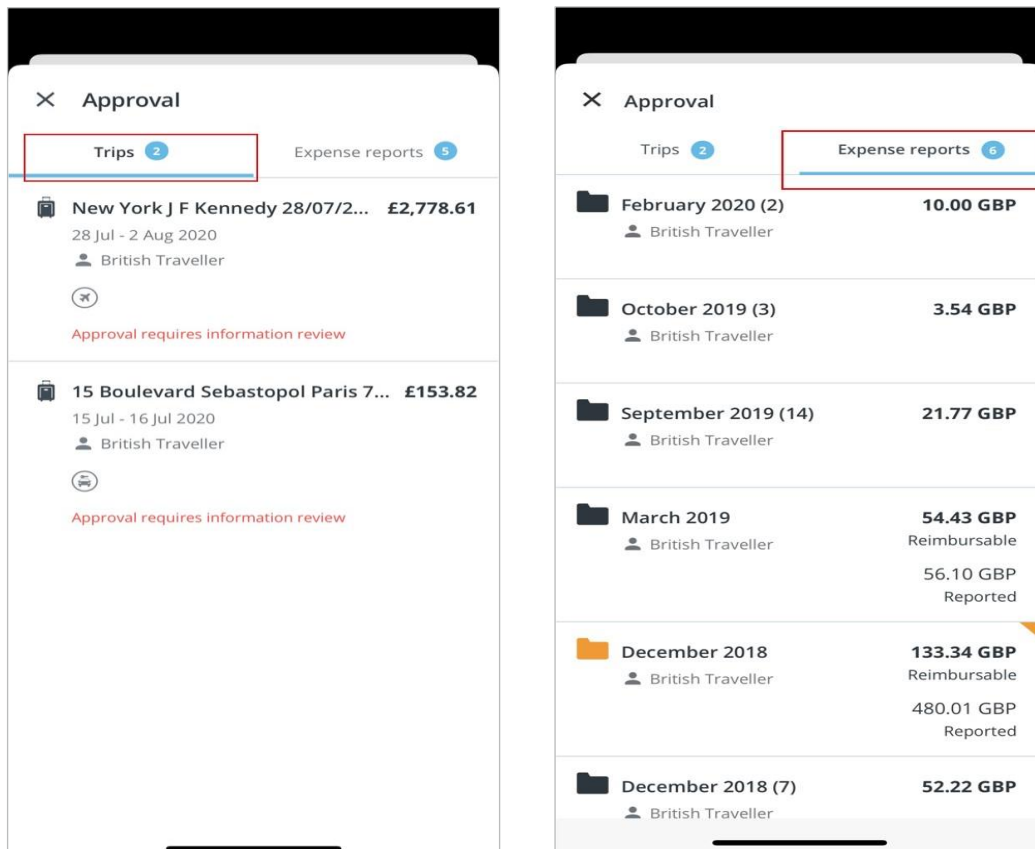 Approval
Trips 2
Expense reports 5
New York J F Kennedy 28/07/2... £2,778.61
28 Jul - 2 Aug 2020
British Traveller
Approval requires information review
15 Boulevard Sebastopol Paris 7... £153.82
15 Jul - 16 Jul 2020
British Traveller
Approval requires information review
Approval
Trips 2
Expense reports 6
February 2020 (2) 10.00 GBP
British Traveller
October 2019 (3) 3.54 GBP
British Traveller
September 2019 (14) 21.77 GBP
British Traveller
March 2019 54.43 GBP
British Traveller Reimbursable
56.10 GBP
Reported
December 2018 133.34 GBP
British Traveller Reimbursable
480.01 GBP
Reported
December 2018 (7) 52.22 GBP
British Traveller